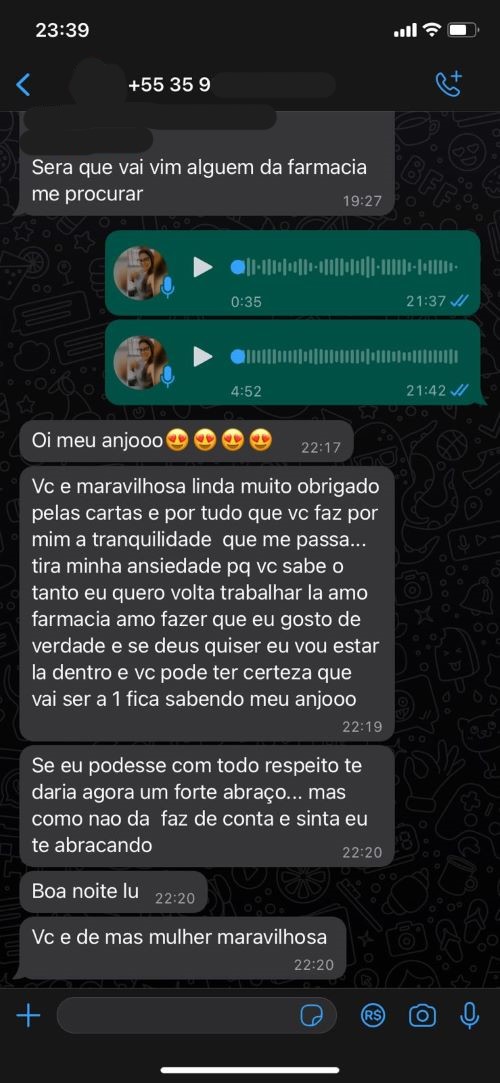 23:39
+55 35 9
Sera que vai vim alguem da farmacia
me procurar
19:27
0:35
21:37
4:52
21:42
Oi meu anjooo😍😍😍😍
22:17
Vc e maravilhosa linda muito obrigado
pelas cartas e por tudo que vc faz por
mim a tranquilidade que me passa...
tira minha ansiedade pq vc sabe o
tanto eu quero volta trabalhar la amo
farmacia amo fazer que eu gosto de
verdade e se deus quiser eu vou estar
la dentro e vc pode ter certeza que
vai ser a 1 fica sabendo meu anjooo
22:19
Se eu podesse com todo respeito te
daria agora um forte abraço... mas
como nao da faz de conta e sinta eu
te abracando
22:20
Boa noite lu
22:20
Vc e de mas mulher maravilhosa
22:20
R$